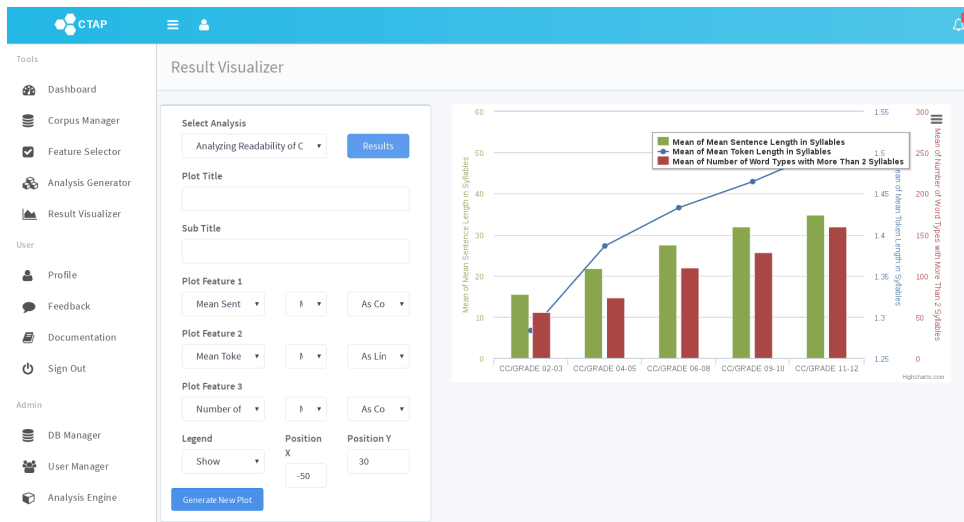 CTAP
Tools
Dashboard
Corpus Manager
Feature Selector
Analysis Generator
Result Visualizer
User
Profile
Feedback
Documentation
Sign Out
Admin
DB Manager
User Manager
Analysis Engine
Result Visualizer
Select Analysis
Analyzing Readability of C
Results
Plot Title
Sub Title
Plot Feature 1
Mean Sent
As Co
Plot Feature 2
Mean Toke
As Lin
Plot Feature 3
Number of
As Co
Legend
Position X
Position Y
Show
-50
30
Generate New Plot
Mean of Mean Sentence Length in Syllables
60
50
40
30
20
10
0
Mean of Mean Sentence Length in Syllables
Mean of Mean Token Length in Syllables
Mean of Number of Word Types with More Than 2 Syllables
1.55
1.5
1.45
1.4
1.35
1.3
1.25
Mean of Mean Token Length in Syllables
300
250
200
150
100
50
0
Mean of Number of Word Types with More Than 2 Syllables
CC/GRADE 02-03
CC/GRADE 04-05
CC/GRADE 06-08
CC/GRADE 09-10
CC/GRADE 11-12
Highcharts.com